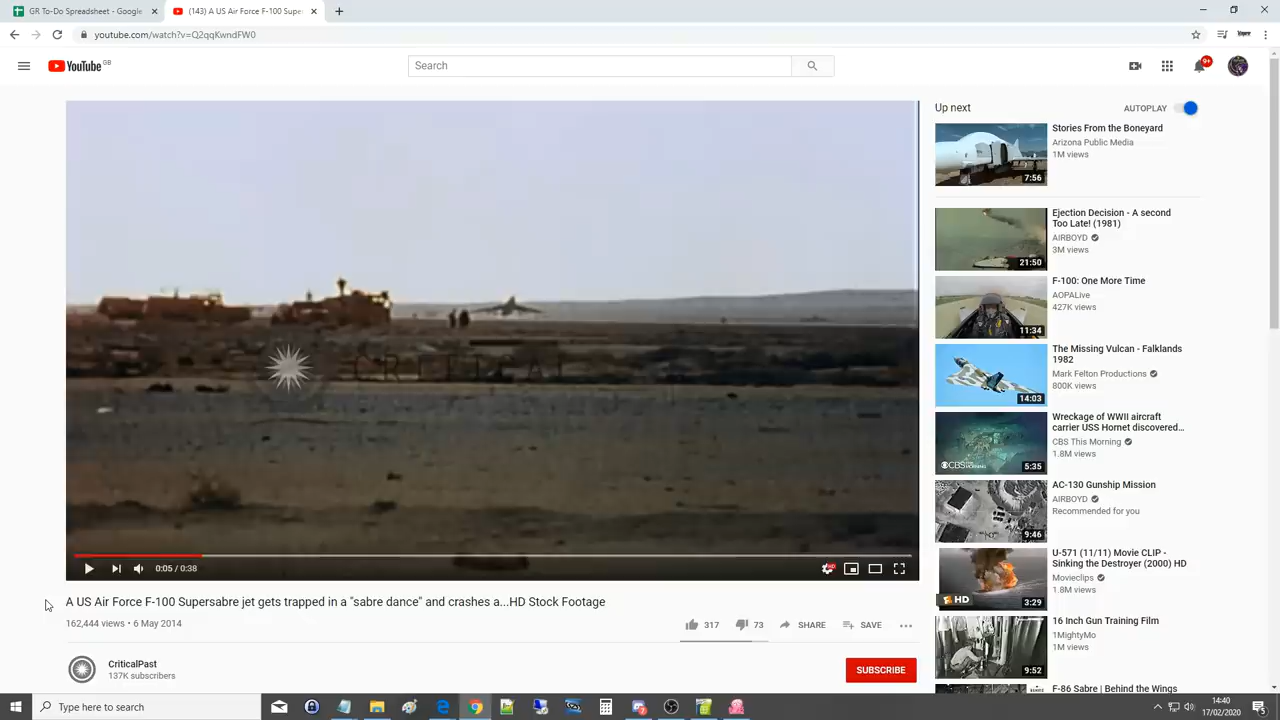 GR To-Do Spreadsheet - Google
(143) A US Air Force F-100 Supe
youtube.com/watch?v=Q2qqKwndFW0
YouTube GB
Search
9+
Up next
AUTOPLAY
Stories From the Boneyard
Arizona Public Media
1M views
7:56
Ejection Decision - A second
Too Late! (1981)
AIRBOYD
3M views
21:50
F-100: One More Time
AOPALive
427K views
11:34
The Missing Vulcan - Falklands
1982
Mark Felton Productions
800K views
14:03
Wreckage of WWII aircraft
carrier USS Hornet discovered...
CBS This Morning
1.8M views
CBS
5:35
AC-130 Gunship Mission
AIRBOYD
Recommended for you
9:46
U-571 (11/11) Movie CLIP -
Sinking the Destroyer (2000) HD
Movieclips
1.8M views
HD
3:29
16 Inch Gun Training Film
1MightyMo
1M views
9:52
F-86 Sabre | Behind the Wings
0:05 / 0:38
A US Air Force F-100 Supersabre jet gets trapped in a "sabre dance" and crashes a...HD Stock Footage
162,444 views • 6 May 2014
317
73
SHARE
SAVE
CriticalPast
137K subscribers
SUBSCRIBE
Type here to search
14:40
17/02/2020